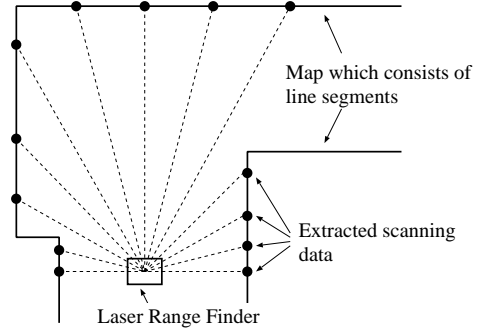 Map which consists of
line segments
Extracted scanning
data
Laser Range Finder